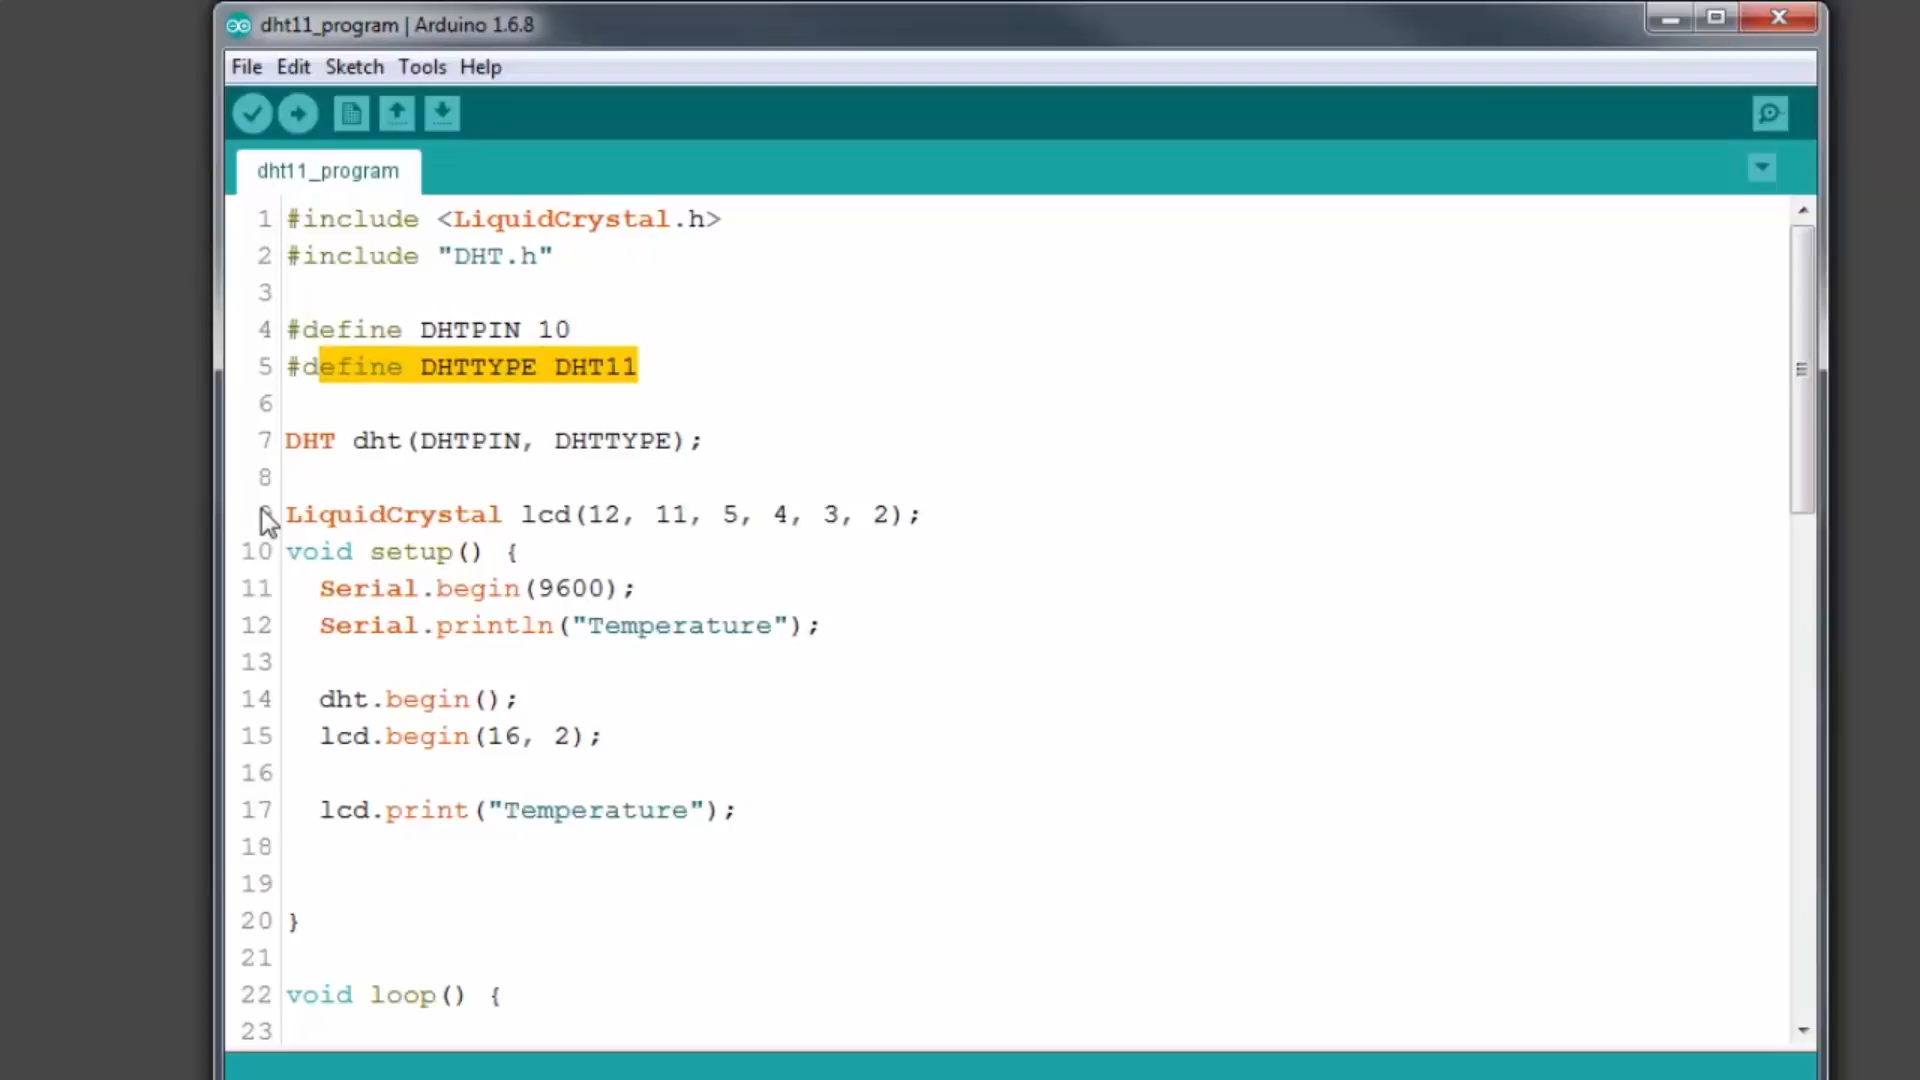 dht11_program | Arduino 1.6.8
File Edit Sketch Tools Help
dht11_program
1 #include <LiquidCrystal.h>
2 #include "DHT.h"
3
4 #define DHTPIN 10
5 #define DHTTYPE DHT11
6
7 DHT dht(DHTPIN, DHTTYPE);
8
LiquidCrystal lcd(12, 11, 5, 4, 3, 2);
10 void setup() {
11 Serial.begin(9600);
12 Serial.println("Temperature");
13
14 dht.begin();
15 lcd.begin(16, 2);
16
17 lcd.print("Temperature");
18
19
20 }
21
22 void loop() {
23